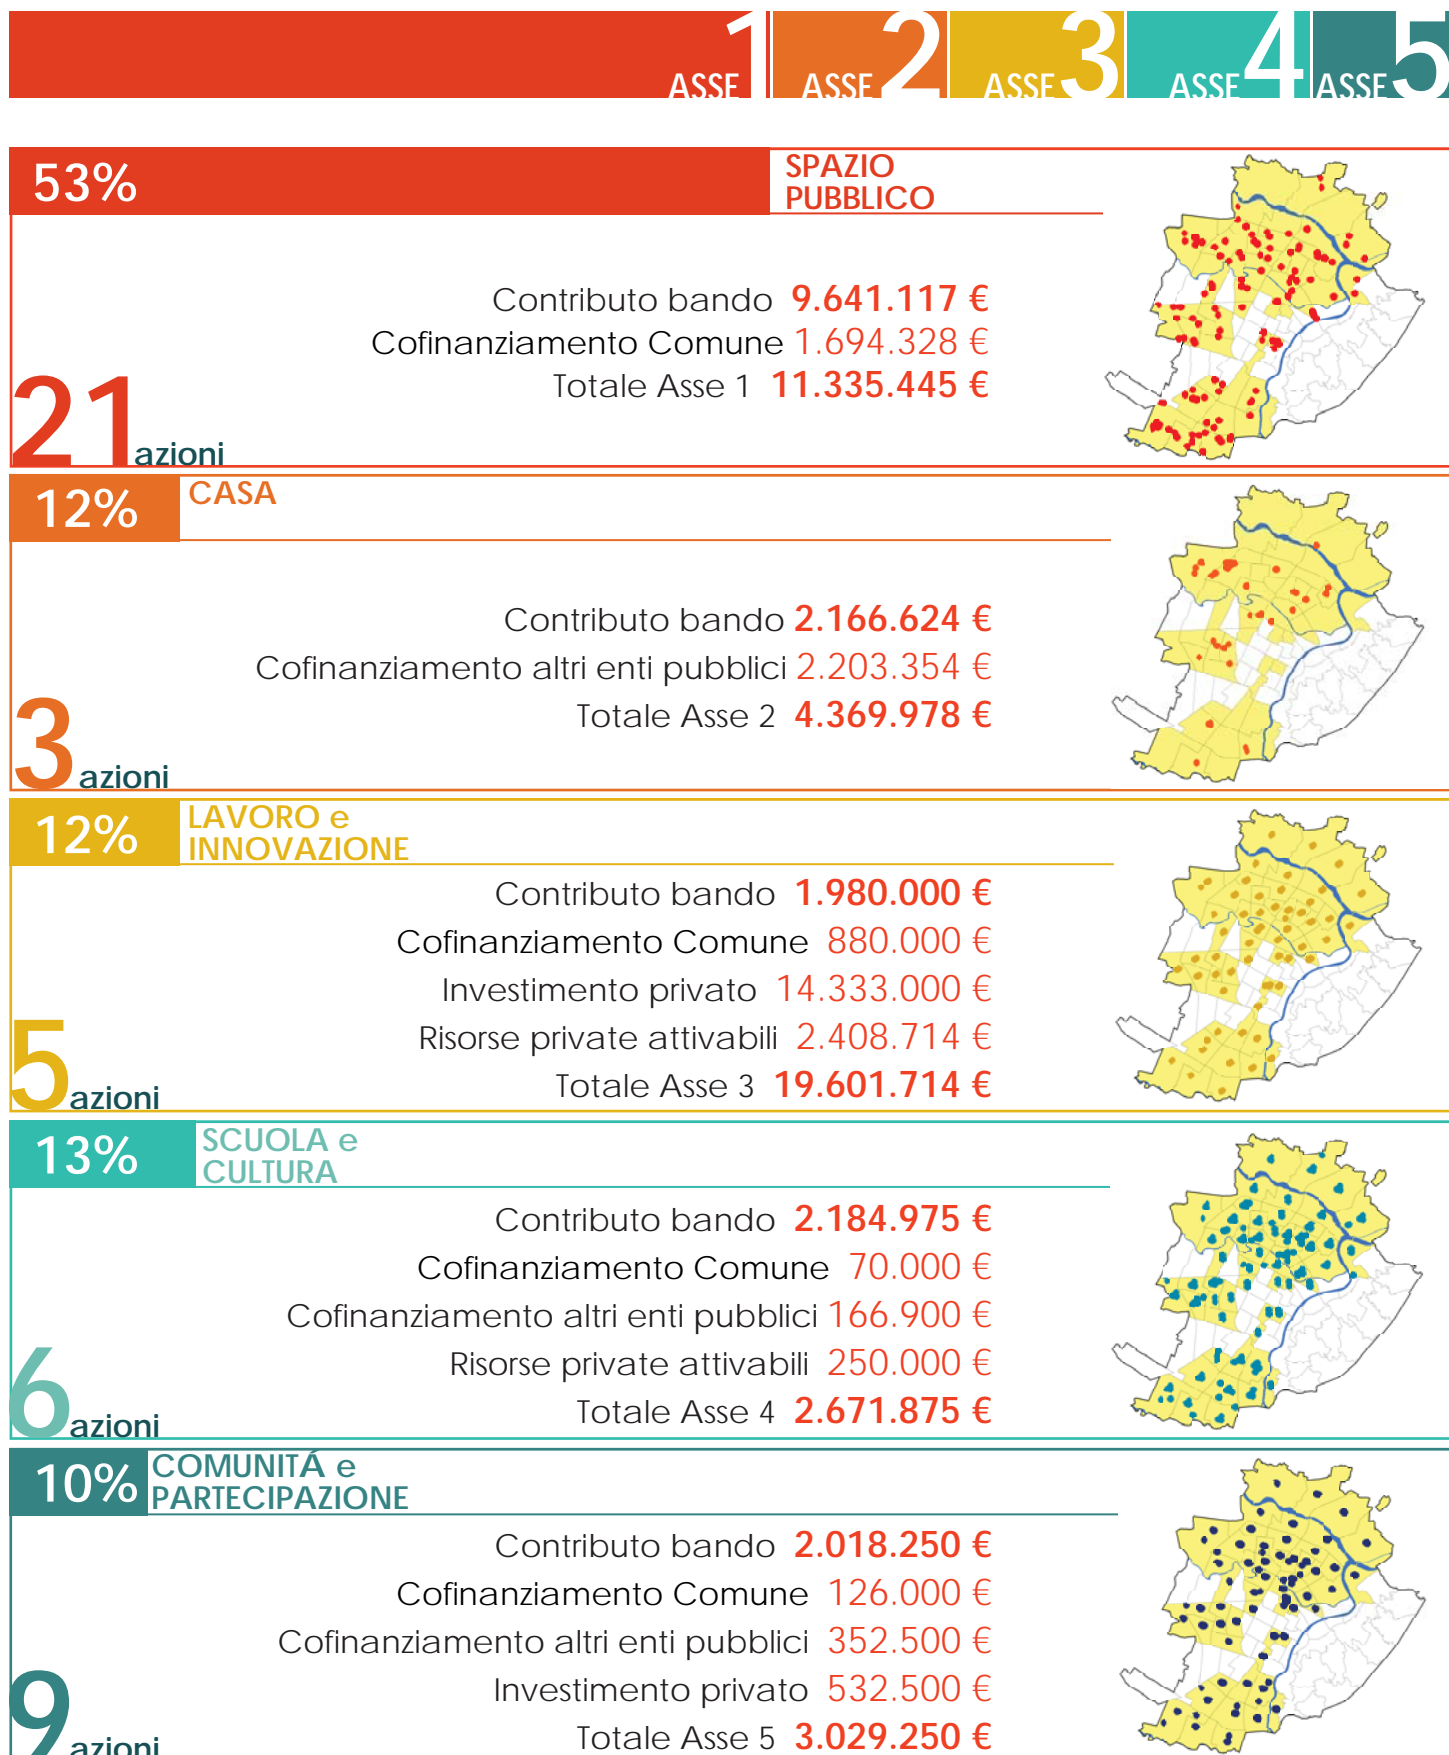 ASSE 1 ASSE 2 ASSE 3 ASSE 4 ASSE 5
53%
SPAZIO
PUBBLICO
Contributo bando 9.641.117 €
Cofinanziamento Comune 1.694.328 €
Totale Asse 1 11.335.445 €
21 azioni
12%
CASA
Contributo bando 2.166.624 €
Cofinanziamento altri enti pubblici 2.203.354 €
Totale Asse 2 4.369.978 €
3 azioni
12%
LAVORO e
INNOVAZIONE
Contributo bando 1.980.000 €
Cofinanziamento Comune 880.000 €
Investimento privato 14.333.000 €
Risorse private attivabili 2.408.714 €
Totale Asse 3 19.601.714 €
5 azioni
13%
SCUOLA e
CULTURA
Contributo bando 2.184.975 €
Cofinanziamento Comune 70.000 €
Cofinanziamento altri enti pubblici 166.900 €
Risorse private attivabili 250.000 €
Totale Asse 4 2.671.875 €
6 azioni
10%
COMUNITÁ e
PARTECIPAZIONE
Contributo bando 2.018.250 €
Cofinanziamento Comune 126.000 €
Cofinanziamento altri enti pubblici 352.500 €
Investimento privato 532.500 €
Totale Asse 5 3.029.250 €
9 azioni